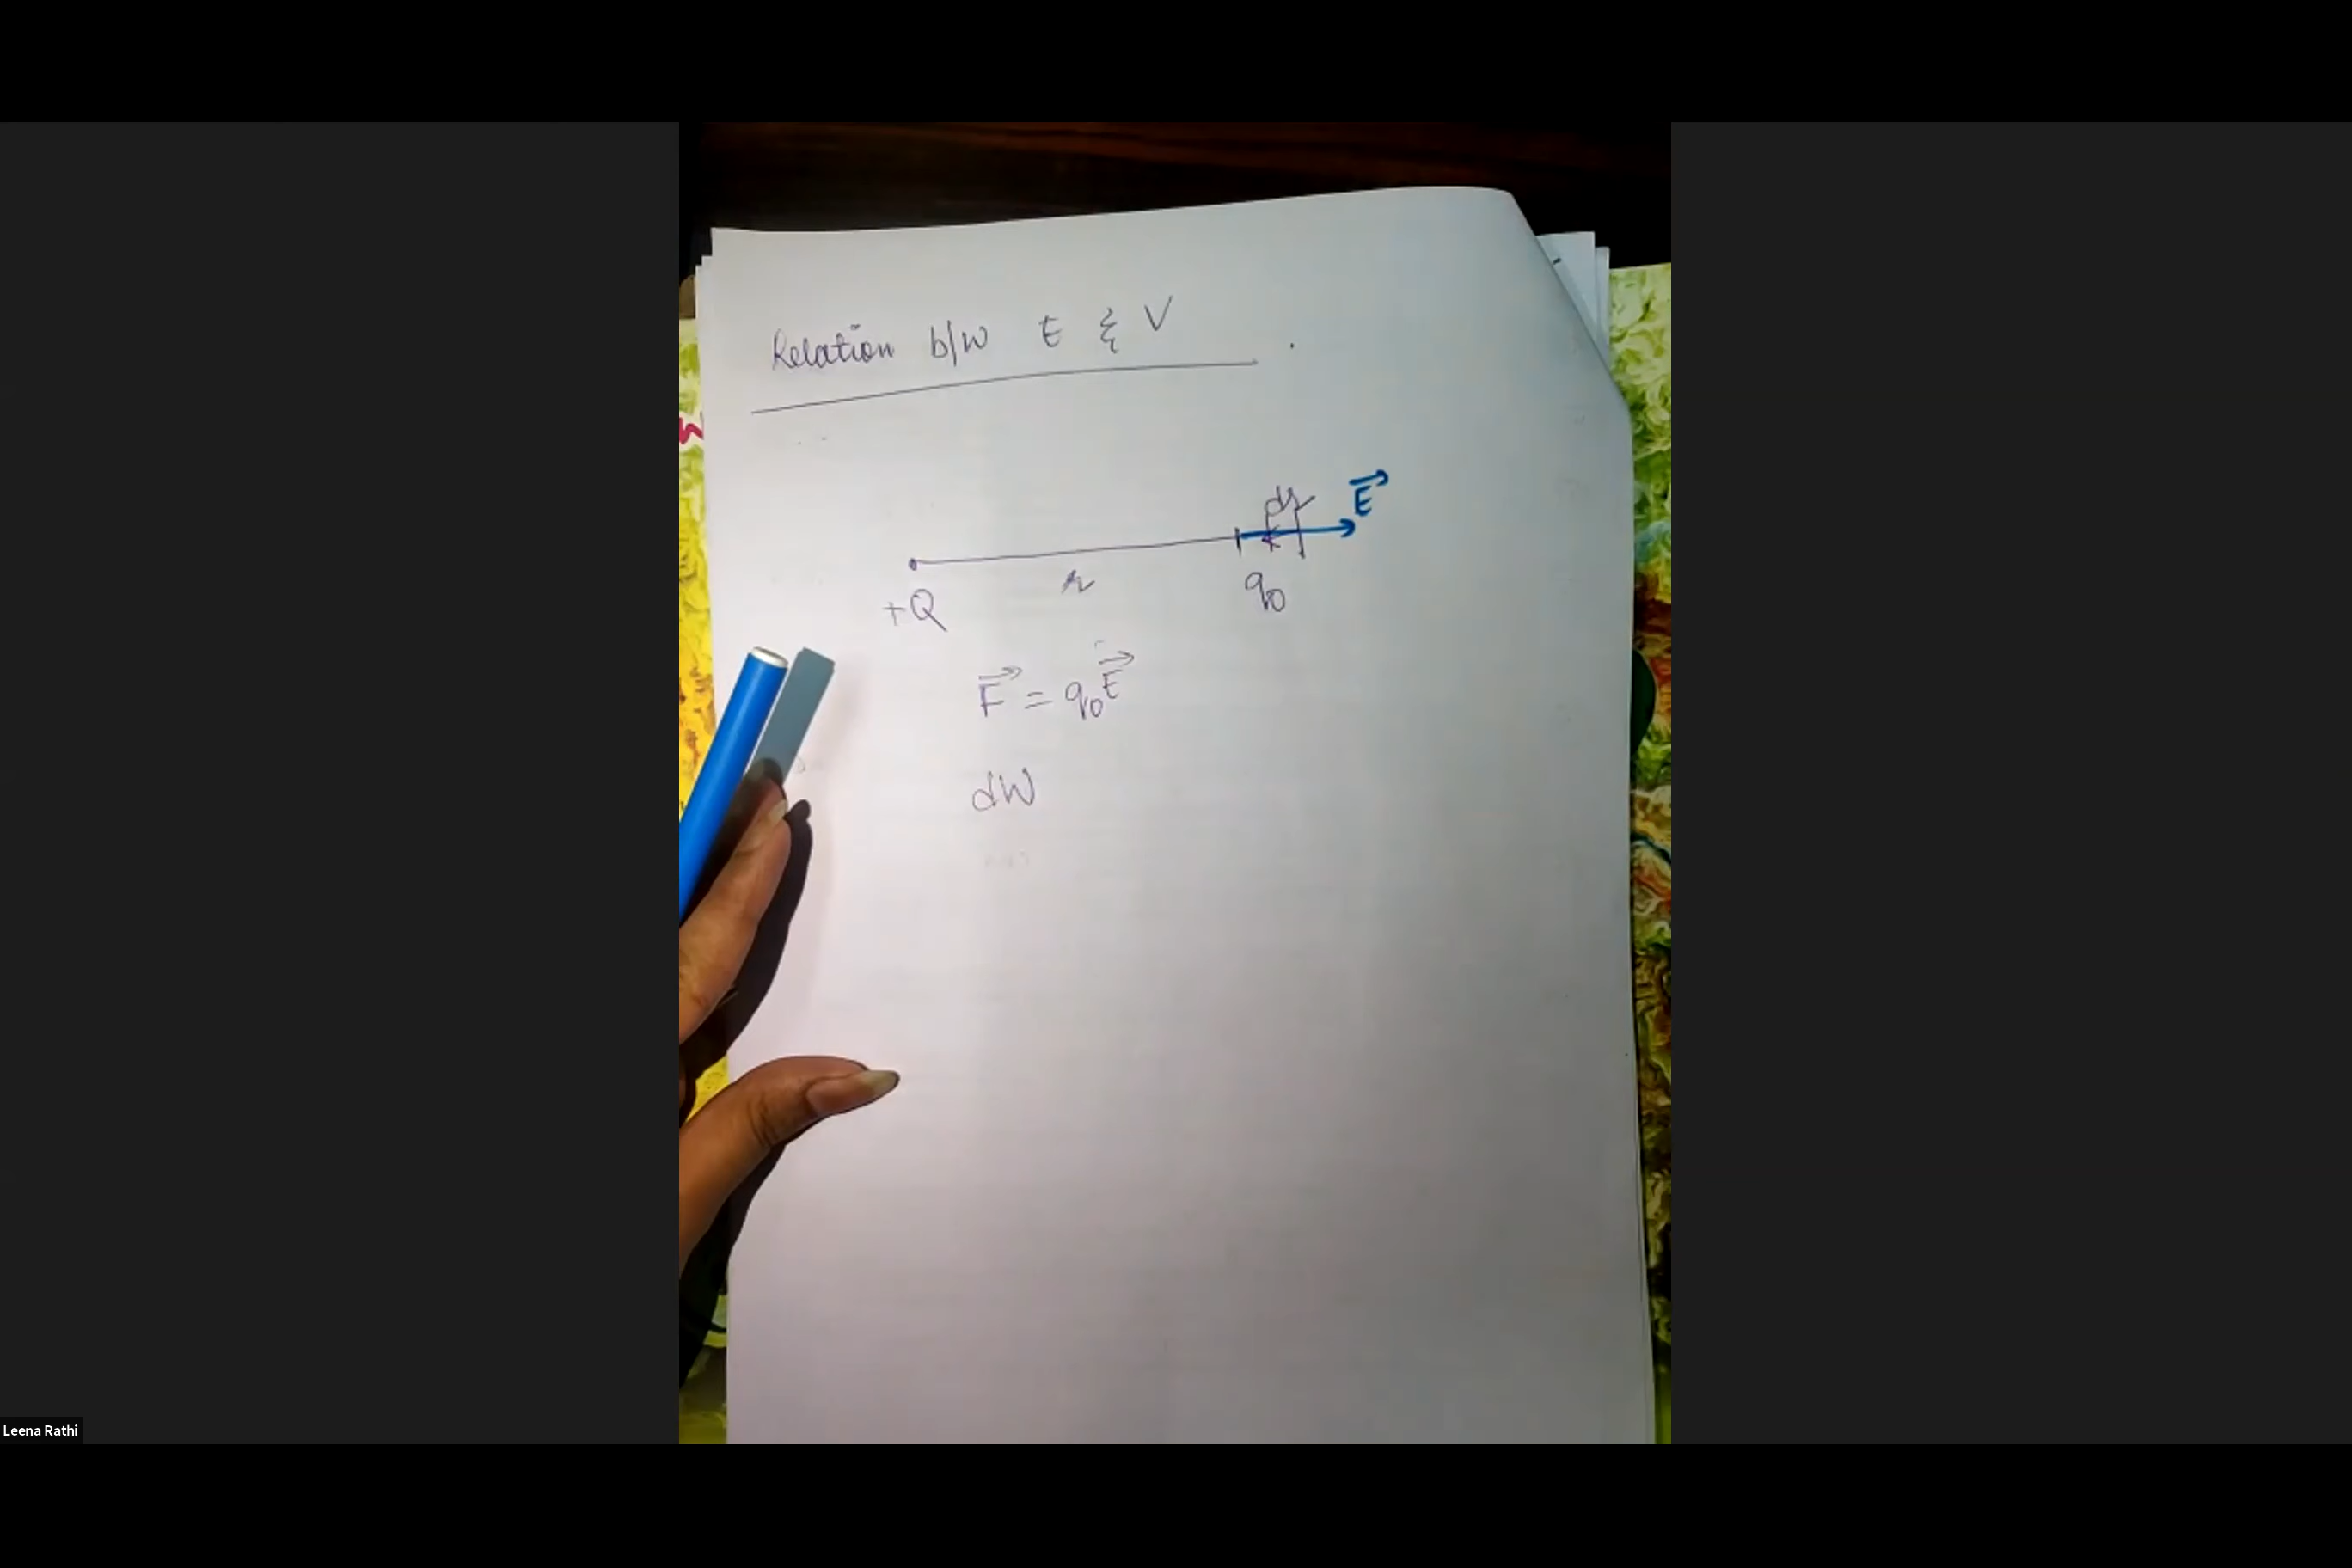 Relation b/w E & V
dr
E
r
+Q
q0
F = q0E
dW
Leena Rathi